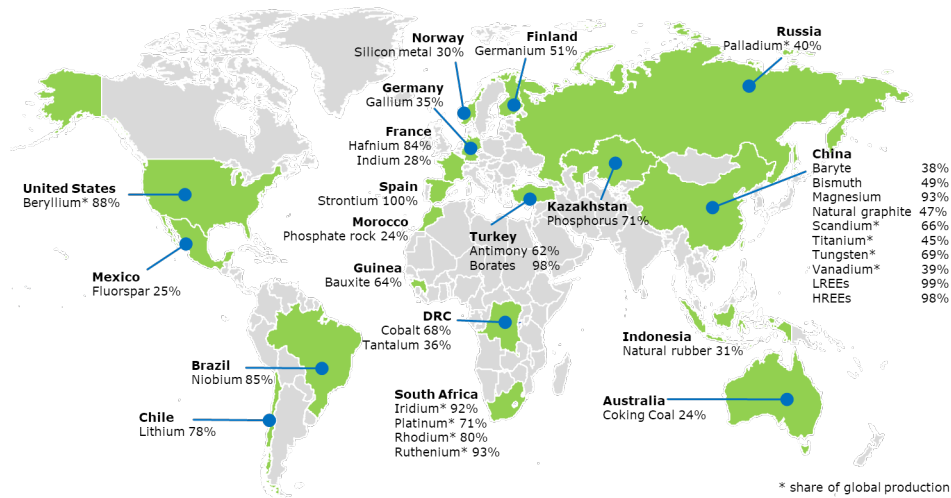 Norway
Silicon metal 30%
Finland
Germanium 51%
Russia
Palladium* 40%
Germany
Gallium 35%
France
Hafnium 84%
Indium 28%
Spain
Strontium 100%
Morocco
Phosphate rock 24%
Guinea
Bauxite 64%
United States
Beryllium* 88%
Mexico
Fluorspar 25%
Turkey
Antimony 62%
Borates 98%
Kazakhstan
Phosphorus 71%
China
Baryte 38%
Bismuth 49%
Magnesium 93%
Natural graphite 47%
Scandium* 66%
Titanium* 45%
Tungsten* 69%
Vanadium* 39%
LREEs 99%
HREEs 98%
DRC
Cobalt 68%
Tantalum 36%
Indonesia
Natural rubber 31%
Brazil
Niobium 85%
Chile
Lithium 78%
South Africa
Iridium* 92%
Platinum* 71%
Rhodium* 80%
Ruthenium* 93%
Australia
Coking Coal 24%
* share of global production